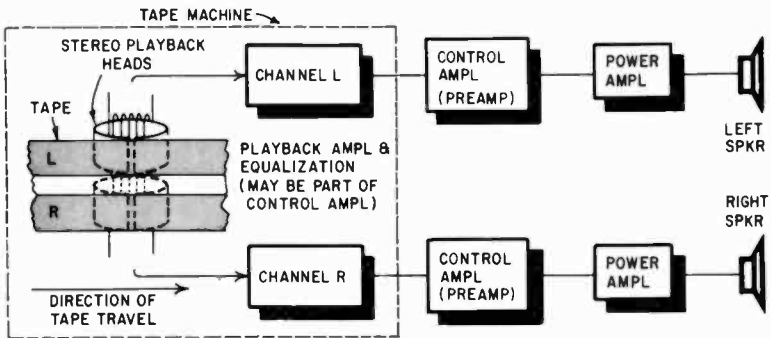 TAPE MACHINE
STEREO PLAYBACK
HEADS
TAPE
L
R
CHANNEL L
CONTROL
AMPL
(PREAMP)
POWER
AMPL
LEFT
SPKR
PLAYBACK AMPL &
EQUALIZATION
(MAY BE PART OF
CONTROL AMPL)
RIGHT
SPKR
CHANNEL R
CONTROL
AMPL
(PREAMP)
POWER
AMPL
DIRECTION OF
TAPE TRAVEL